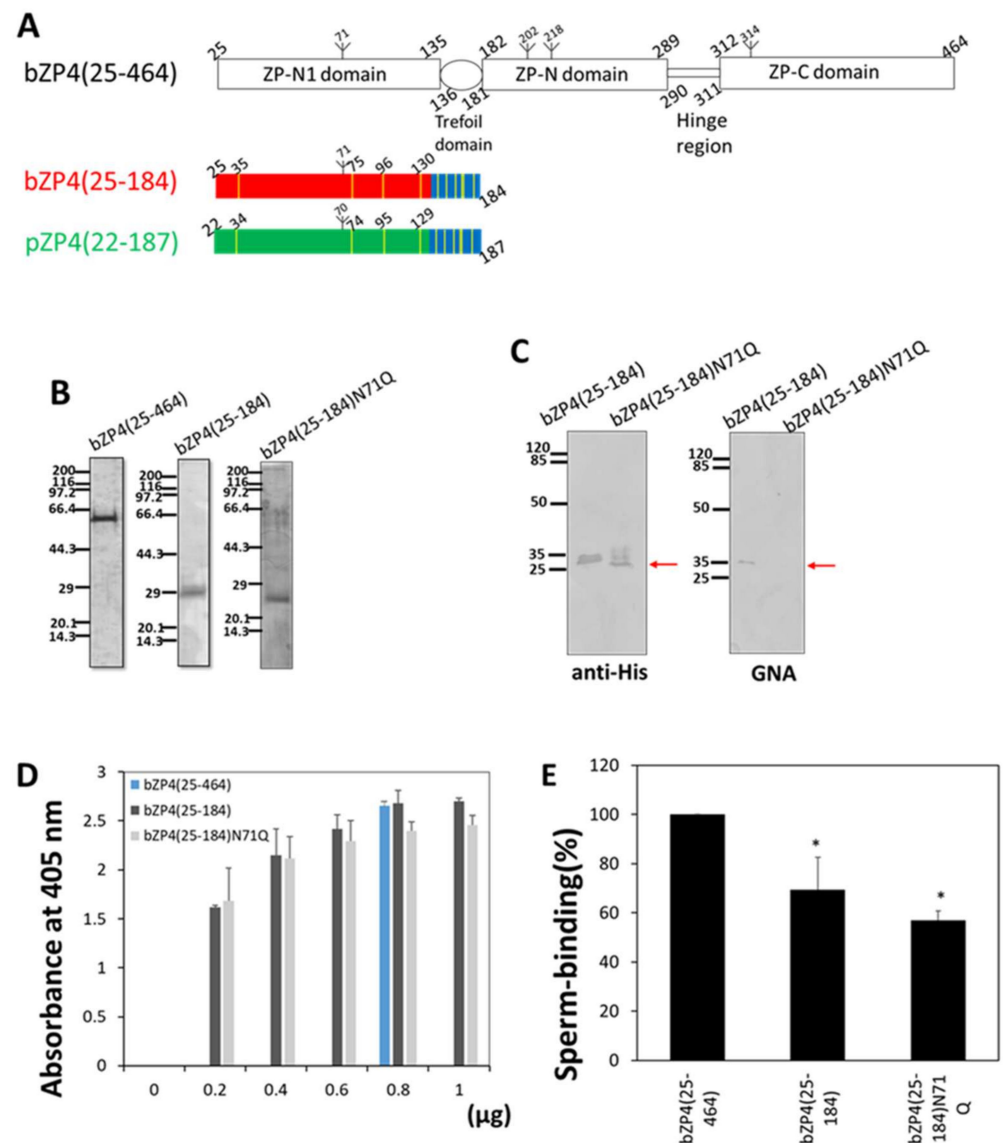 A
25 71 135 182 202 218 289 312 314 464
bZP4(25-464) ZP-N1 domain ZP-N domain ZP-C domain
136 181 290 311
Trefoil
domain
Hinge
region
bZP4(25-184) 25 35 71 75 96 130 184
pZP4(22-187) 22 34 70 74 95 129 187
B
bZP4(25-464)
200
116
97.2
66.4
44.3
29
20.1
14.3
bZP4(25-184)
200
116
97.2
66.4
44.3
29
20.1
14.3
bZP4(25-184)N71Q
200
116
97.2
66.4
44.3
29
20.1
14.3
C
bZP4(25-184)
bZP4(25-184)N71Q
120
85
50
35
25
anti-His
bZP4(25-184)
bZP4(25-184)N71Q
120
85
50
35
25
GNA
D
Absorbance at 405 nm
3
2.5
2
1.5
1
0.5
0
bZP4(25-464)
bZP4(25-184)
bZP4(25-184)N71Q
0 0.2 0.4 0.6 0.8 1
(μg)
E
Sperm-binding(%)
120
100
80
60
40
20
0
*
*
bZP4(25-
464)
bZP4(25-
184)
bZP4(25-
184)N71
Q